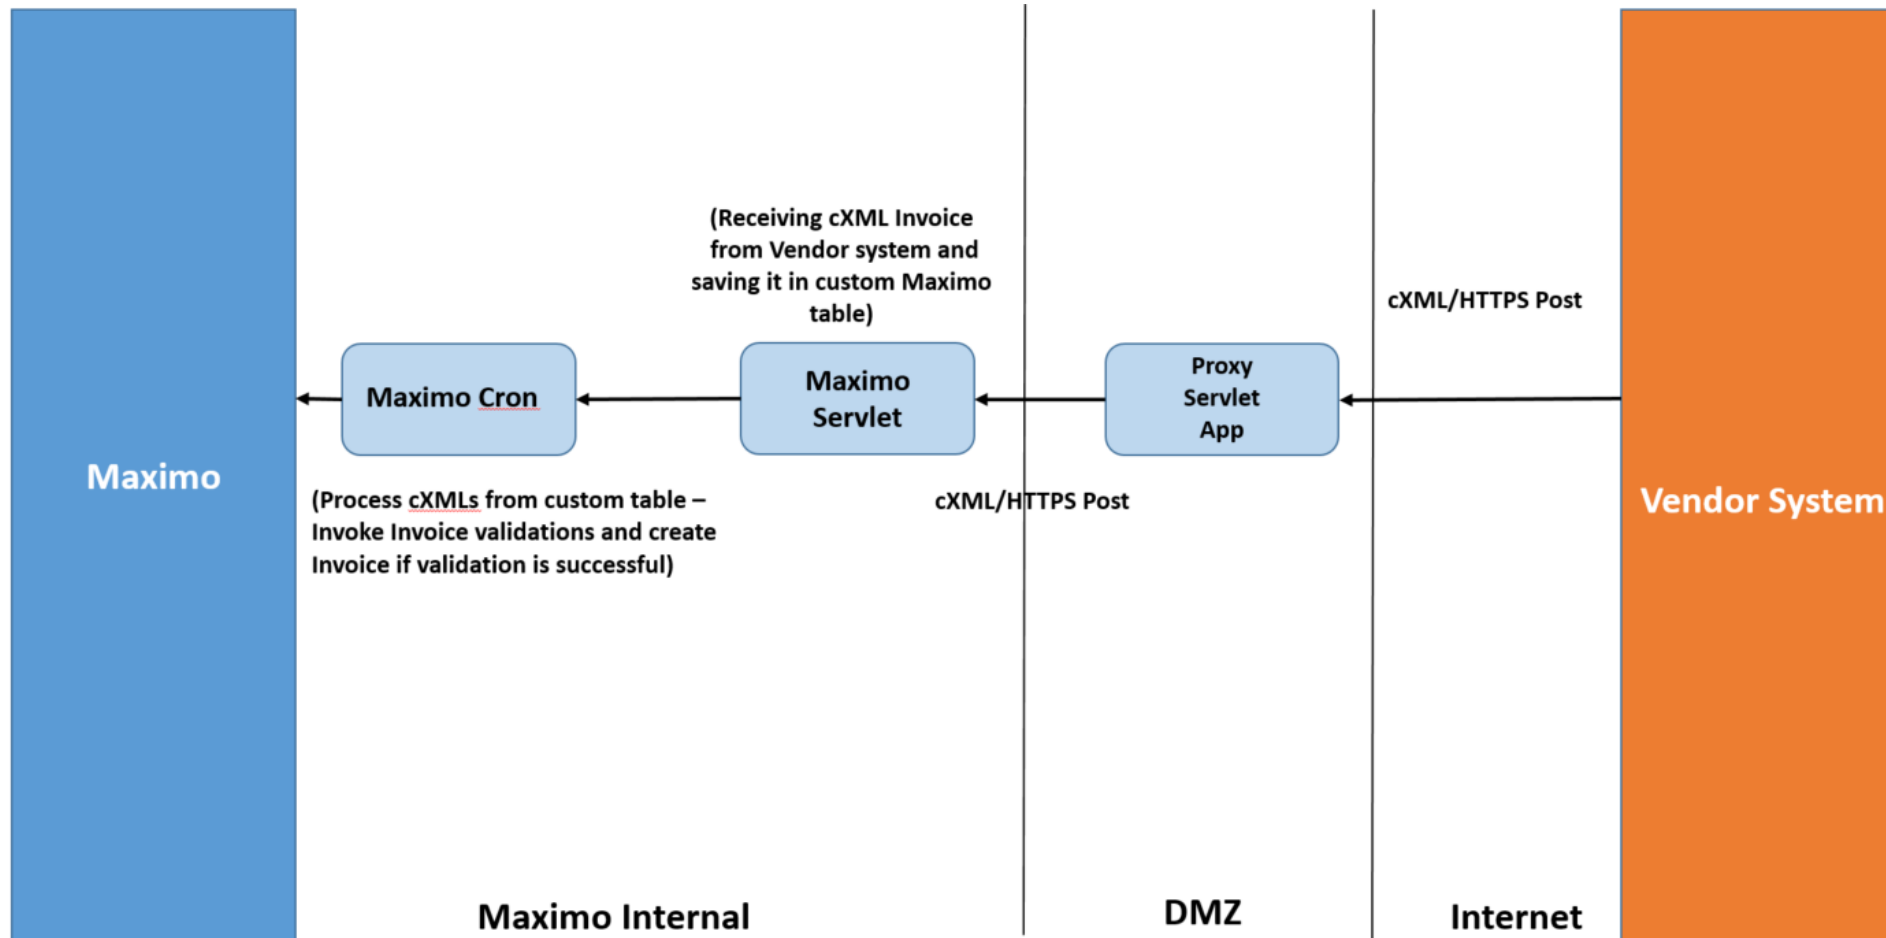 (Receiving cXML Invoice
from Vendor system and
saving it in custom Maximo
table)
cXML/HTTPS Post
Maximo Cron
Maximo
Servlet
Proxy
Servlet
App
Maximo
(Process cXMLs from custom table –
Invoke Invoice validations and create
Invoice if validation is successful)
cXML/HTTPS Post
Vendor System
Maximo Internal
DMZ
Internet